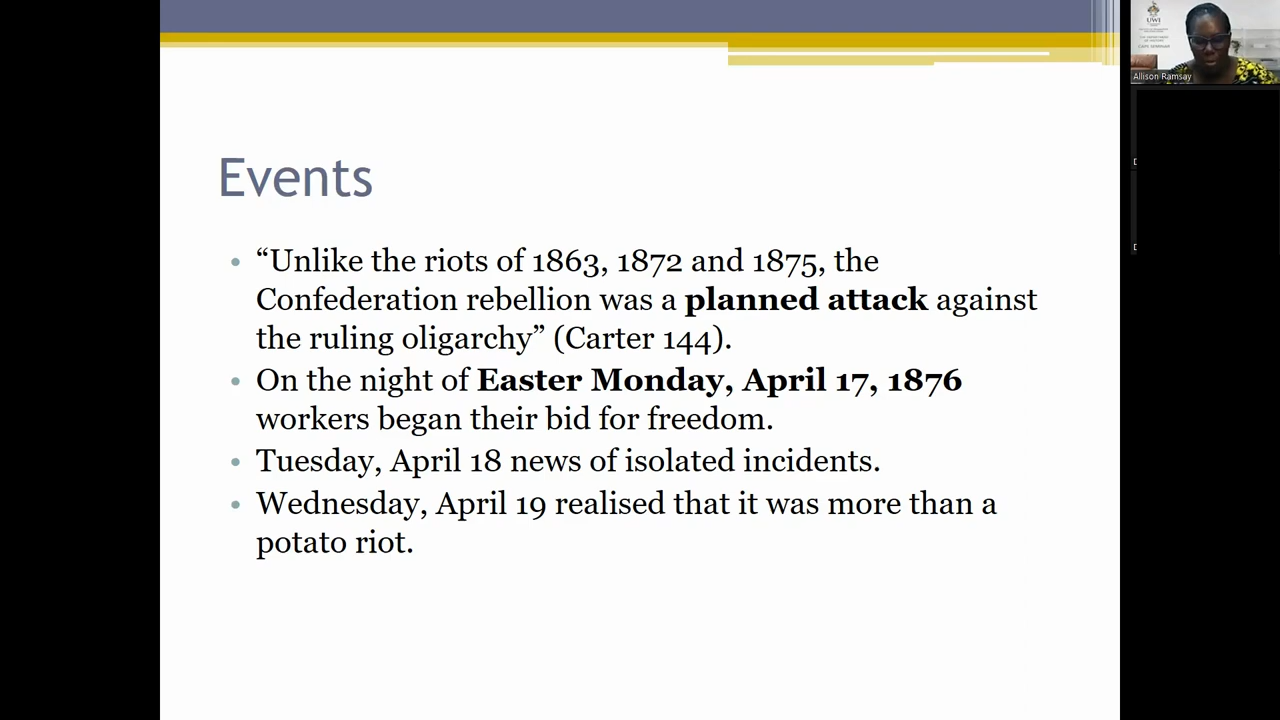 Events
“Unlike the riots of 1863, 1872 and 1875, the
Confederation rebellion was a planned attack against
the ruling oligarchy” (Carter 144).
On the night of Easter Monday, April 17, 1876
workers began their bid for freedom.
Tuesday, April 18 news of isolated incidents.
Wednesday, April 19 realised that it was more than a
potato riot.
UWI
Allison Ramsay